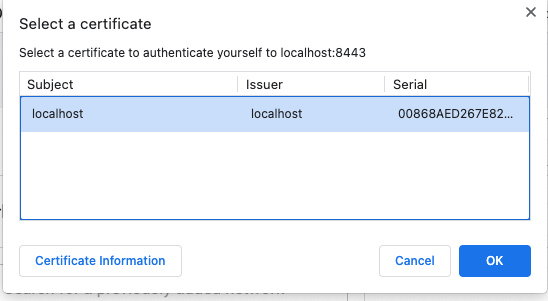 Select a certificate
Select a certificate to authenticate yourself to localhost:8443
Subject Issuer Serial
localhost localhost 00868AED267E82...
Certificate Information Cancel OK